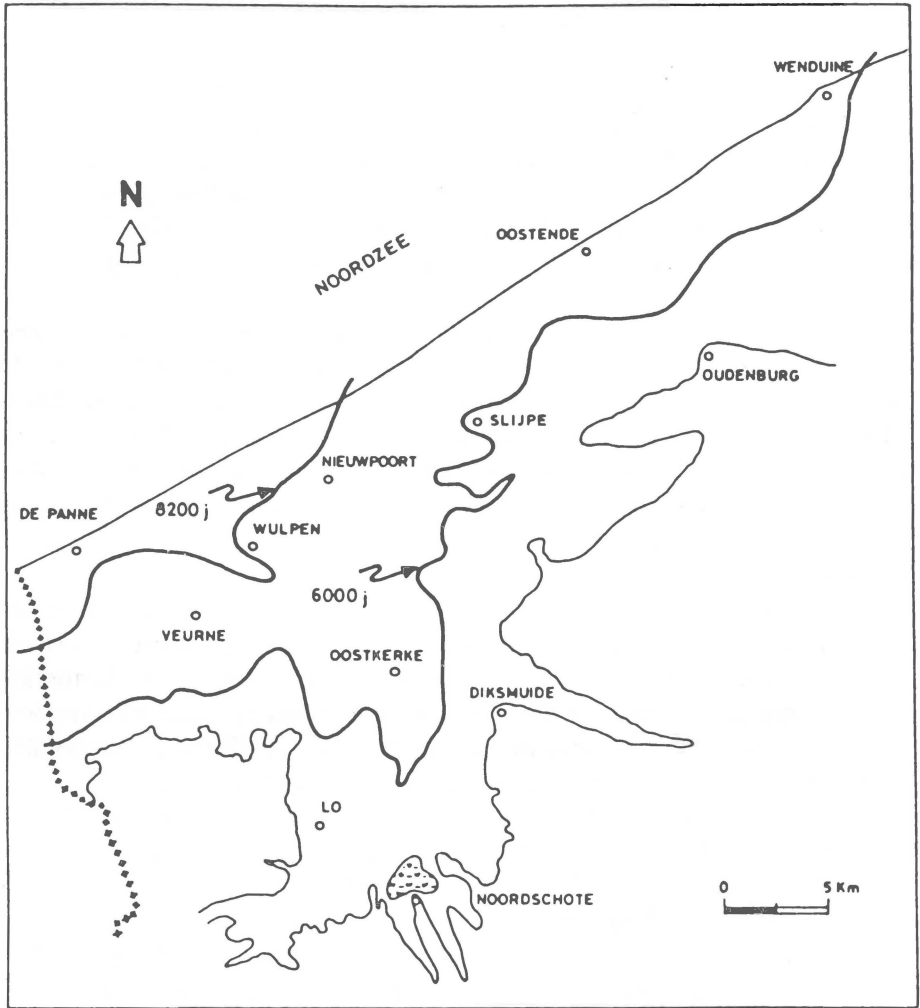 WENDUINE
N
OOSTENDE
NOORDZEE
OUDENBURG
SLIJPE
NIEUWPOORT
8200 j
DE PANNE
WULPEN
6000 j
VEURNE
OOSTKERKE
DIKSMUIDE
LO
0 5 Km
NOORDSCHOTE